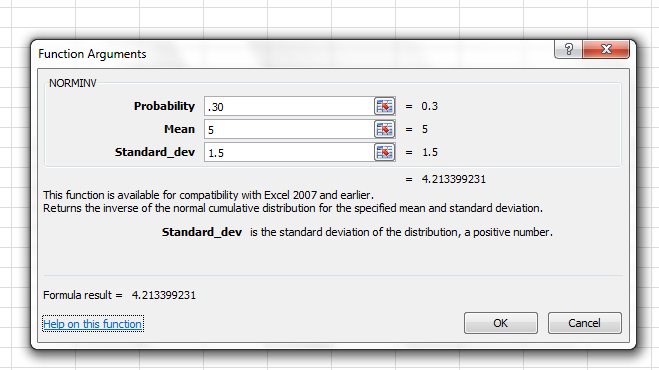 Function Arguments
NORMINV
Probability .30 = 0.3
Mean 5 = 5
Standard_dev 1.5 = 1.5
= 4.213399231
This function is available for compatibility with Excel 2007 and earlier.
Returns the inverse of the normal cumulative distribution for the specified mean and standard deviation.
Standard_dev is the standard deviation of the distribution, a positive number.
Formula result = 4.213399231
Help on this function OK Cancel